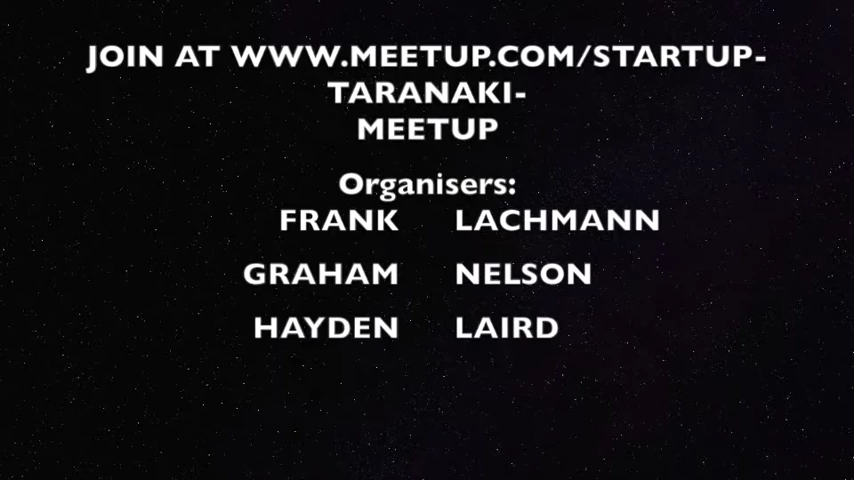 JOIN AT WWW.MEETUP.COM/STARTUP-
TARANAKI-
MEETUP
Organisers:
FRANK LACHMANN
GRAHAM NELSON
HAYDEN LAIRD